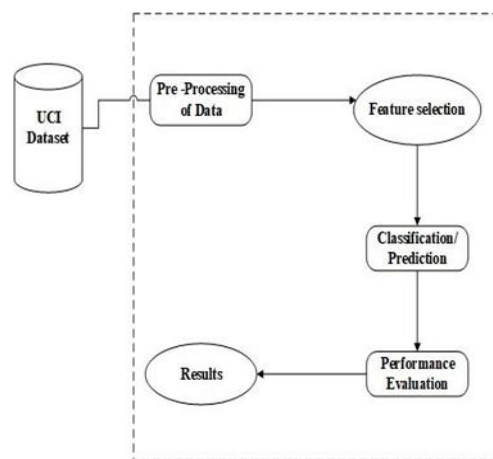 UCI
Dataset
Pre -Processing
of Data
Feature selection
Classification/
Prediction
Performance
Evaluation
Results